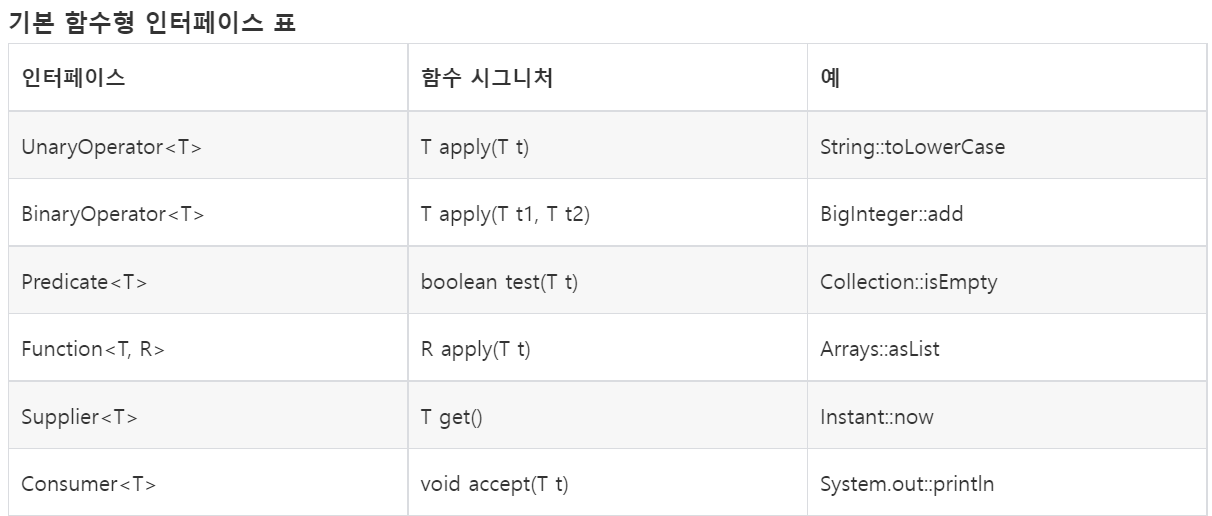 기본 함수형 인터페이스 표
인터페이스 함수 시그니처 예
UnaryOperator<T> T apply(T t) String::toLowerCase
BinaryOperator<T> T apply(T t1, T t2) BigInteger::add
Predicate<T> boolean test(T t) Collection::isEmpty
Function<T, R> R apply(T t) Arrays::asList
Supplier<T> T get() Instant::now
Consumer<T> void accept(T t) System.out::println